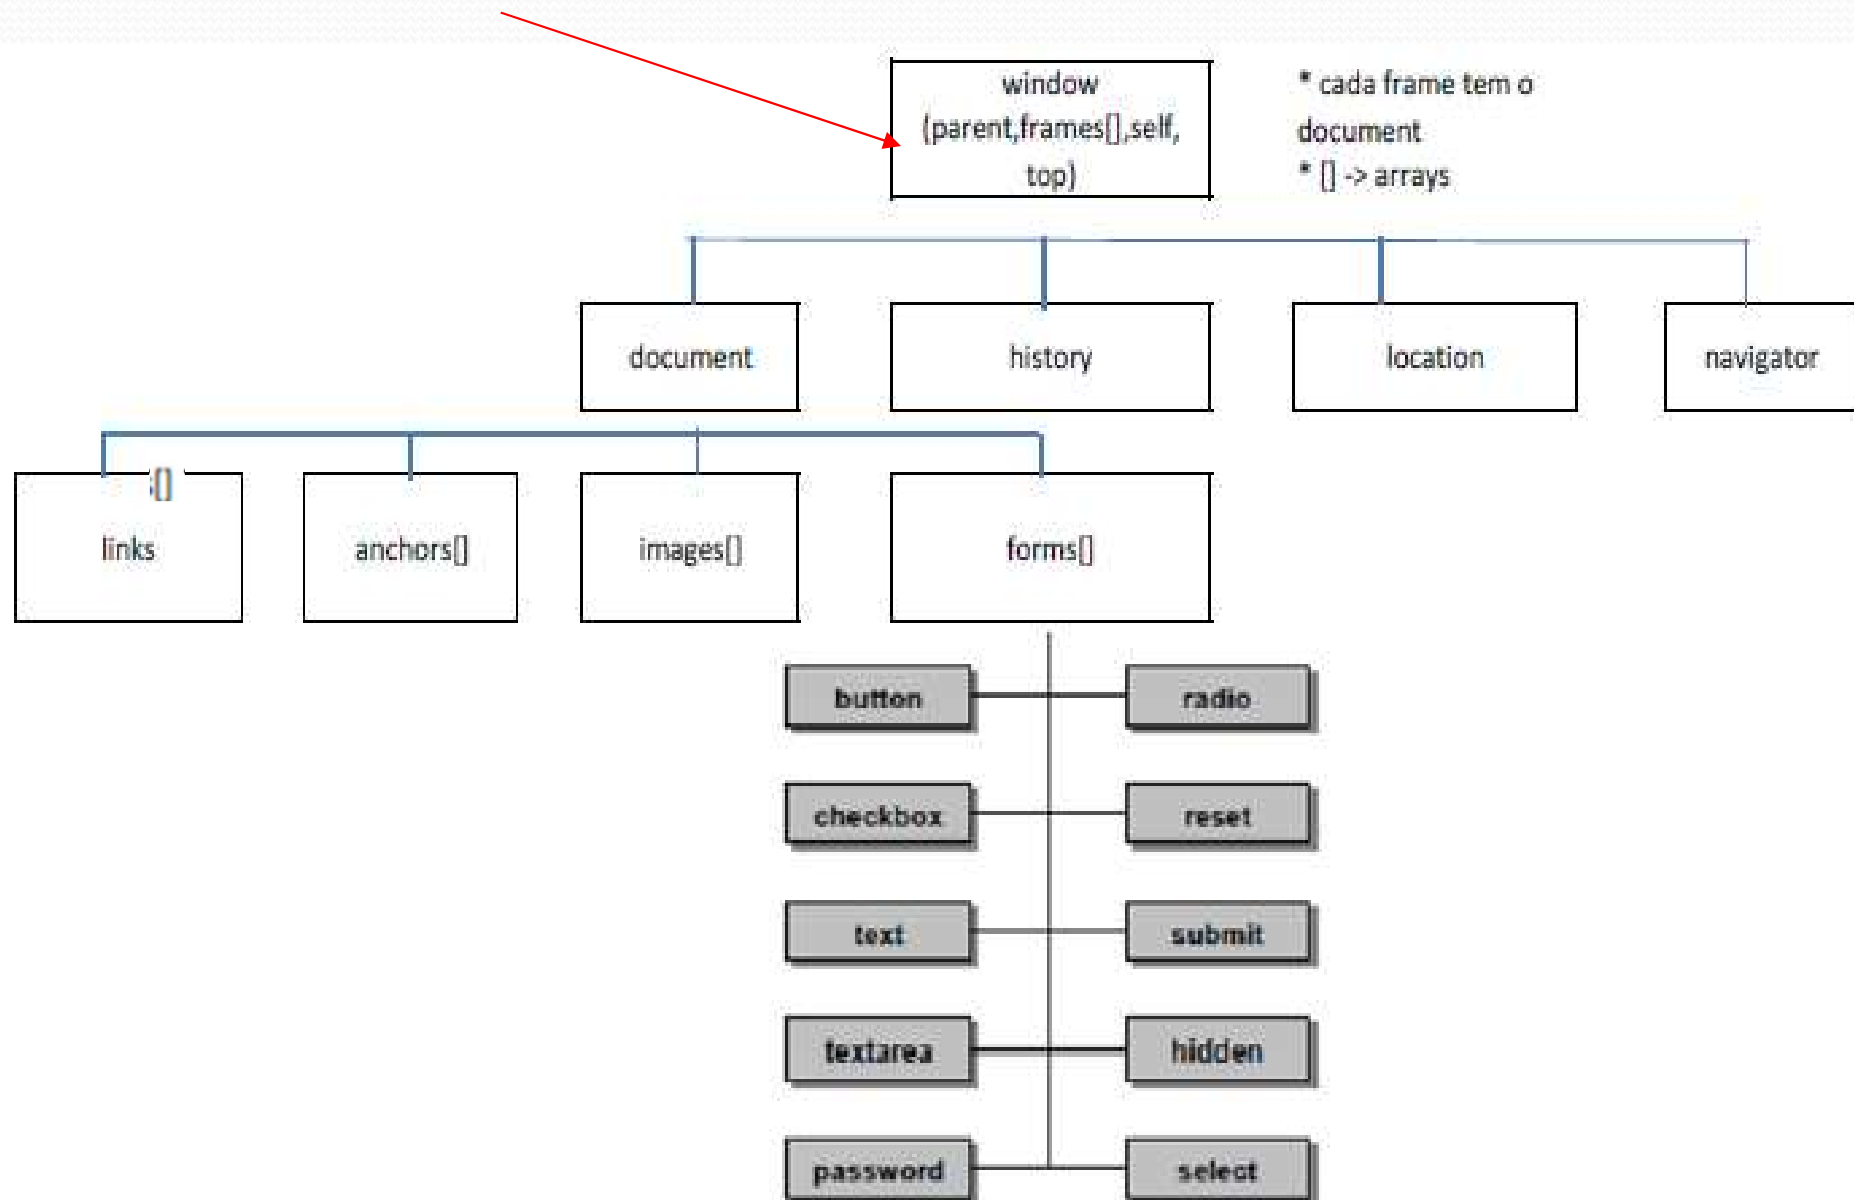 window
(parent,frames[],self,
top)
* cada frame tem o
document
* [] -> arrays
document
history
location
navigator
[]
links
anchors[]
images[]
forms[]
button
radio
checkbox
reset
text
submit
textarea
hidden
password
select